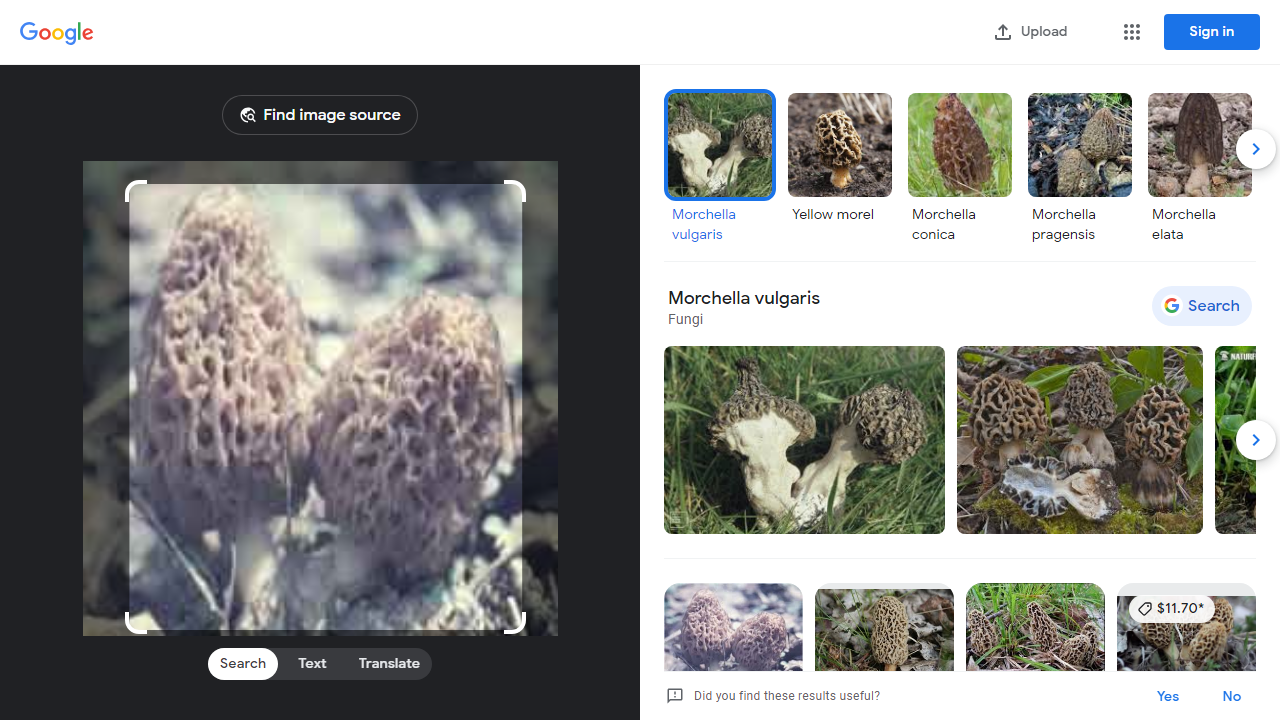 Google
Upload
Sign in
Find image source
Search
Text
Translate
Morchella
vulgaris
Yellow morel
Morchella
conica
Morchella
pragensis
Morchella
elata
Morchella vulgaris
Fungi
Search
NATUREF
$11.70*
Did you find these results useful?
Yes
No